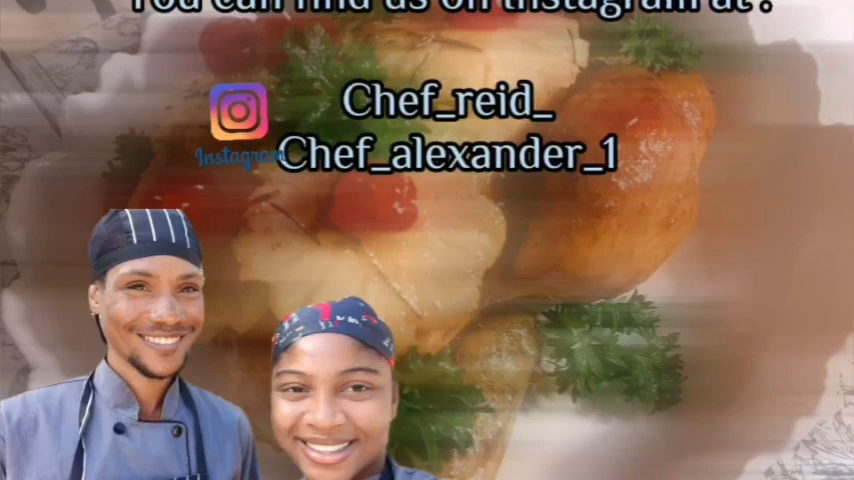 You can find us on Instagram at :
Chef_reid_
Instagram
Chef_alexander_1